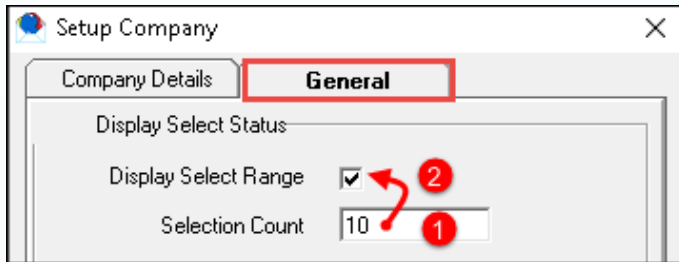 Setup Company
Company Details General
Display Select Status
Display Select Range 2
Selection Count 10 1